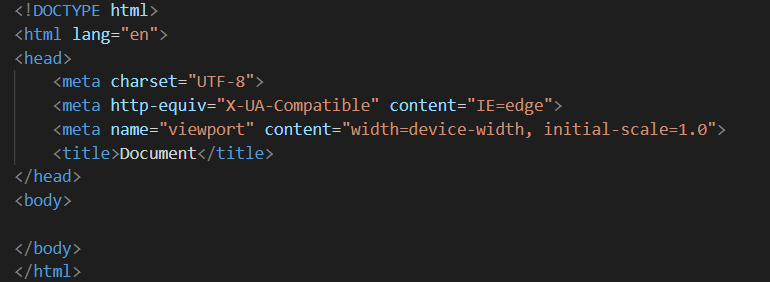 <!DOCTYPE html>
<html lang="en">
<head>
    <meta charset="UTF-8">
    <meta http-equiv="X-UA-Compatible" content="IE=edge">
    <meta name="viewport" content="width=device-width, initial-scale=1.0">
    <title>Document</title>
</head>
<body>

</body>
</html>